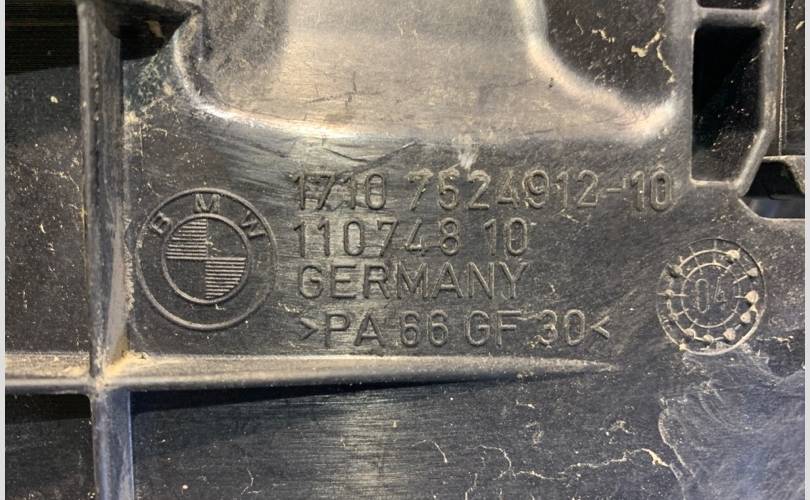 BMW
1710 7524912-10
110748 10
GERMANY
>PA 66 GF 30<
04